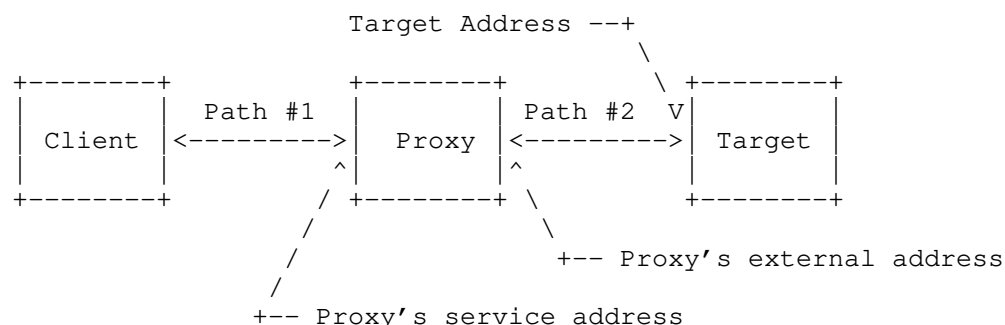 Target Address --+
Path #1 Path #2
Client Proxy Target
+-- Proxy's external address
+-- Proxy's service address